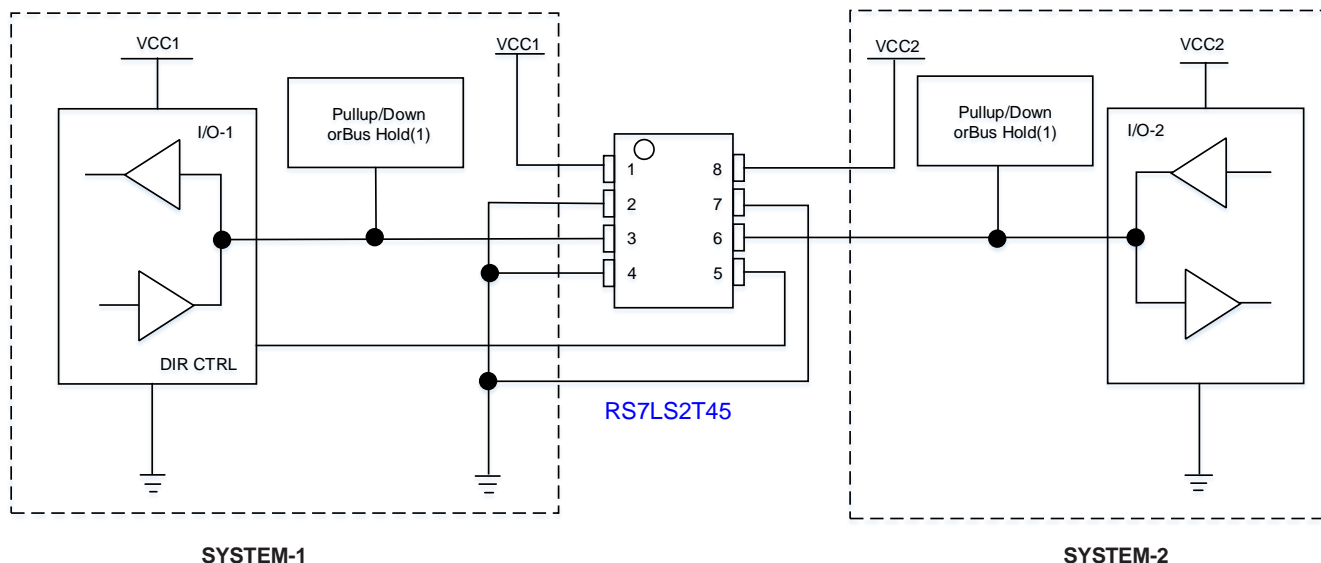 VCC1
I/O-1
DIR CTRL
Pullup/Down
orBus Hold(1)
VCC1
1
2
3
4
8
7
6
5
RS7LS2T45
VCC2
Pullup/Down
orBus Hold(1)
VCC2
I/O-2
SYSTEM-1
SYSTEM-2